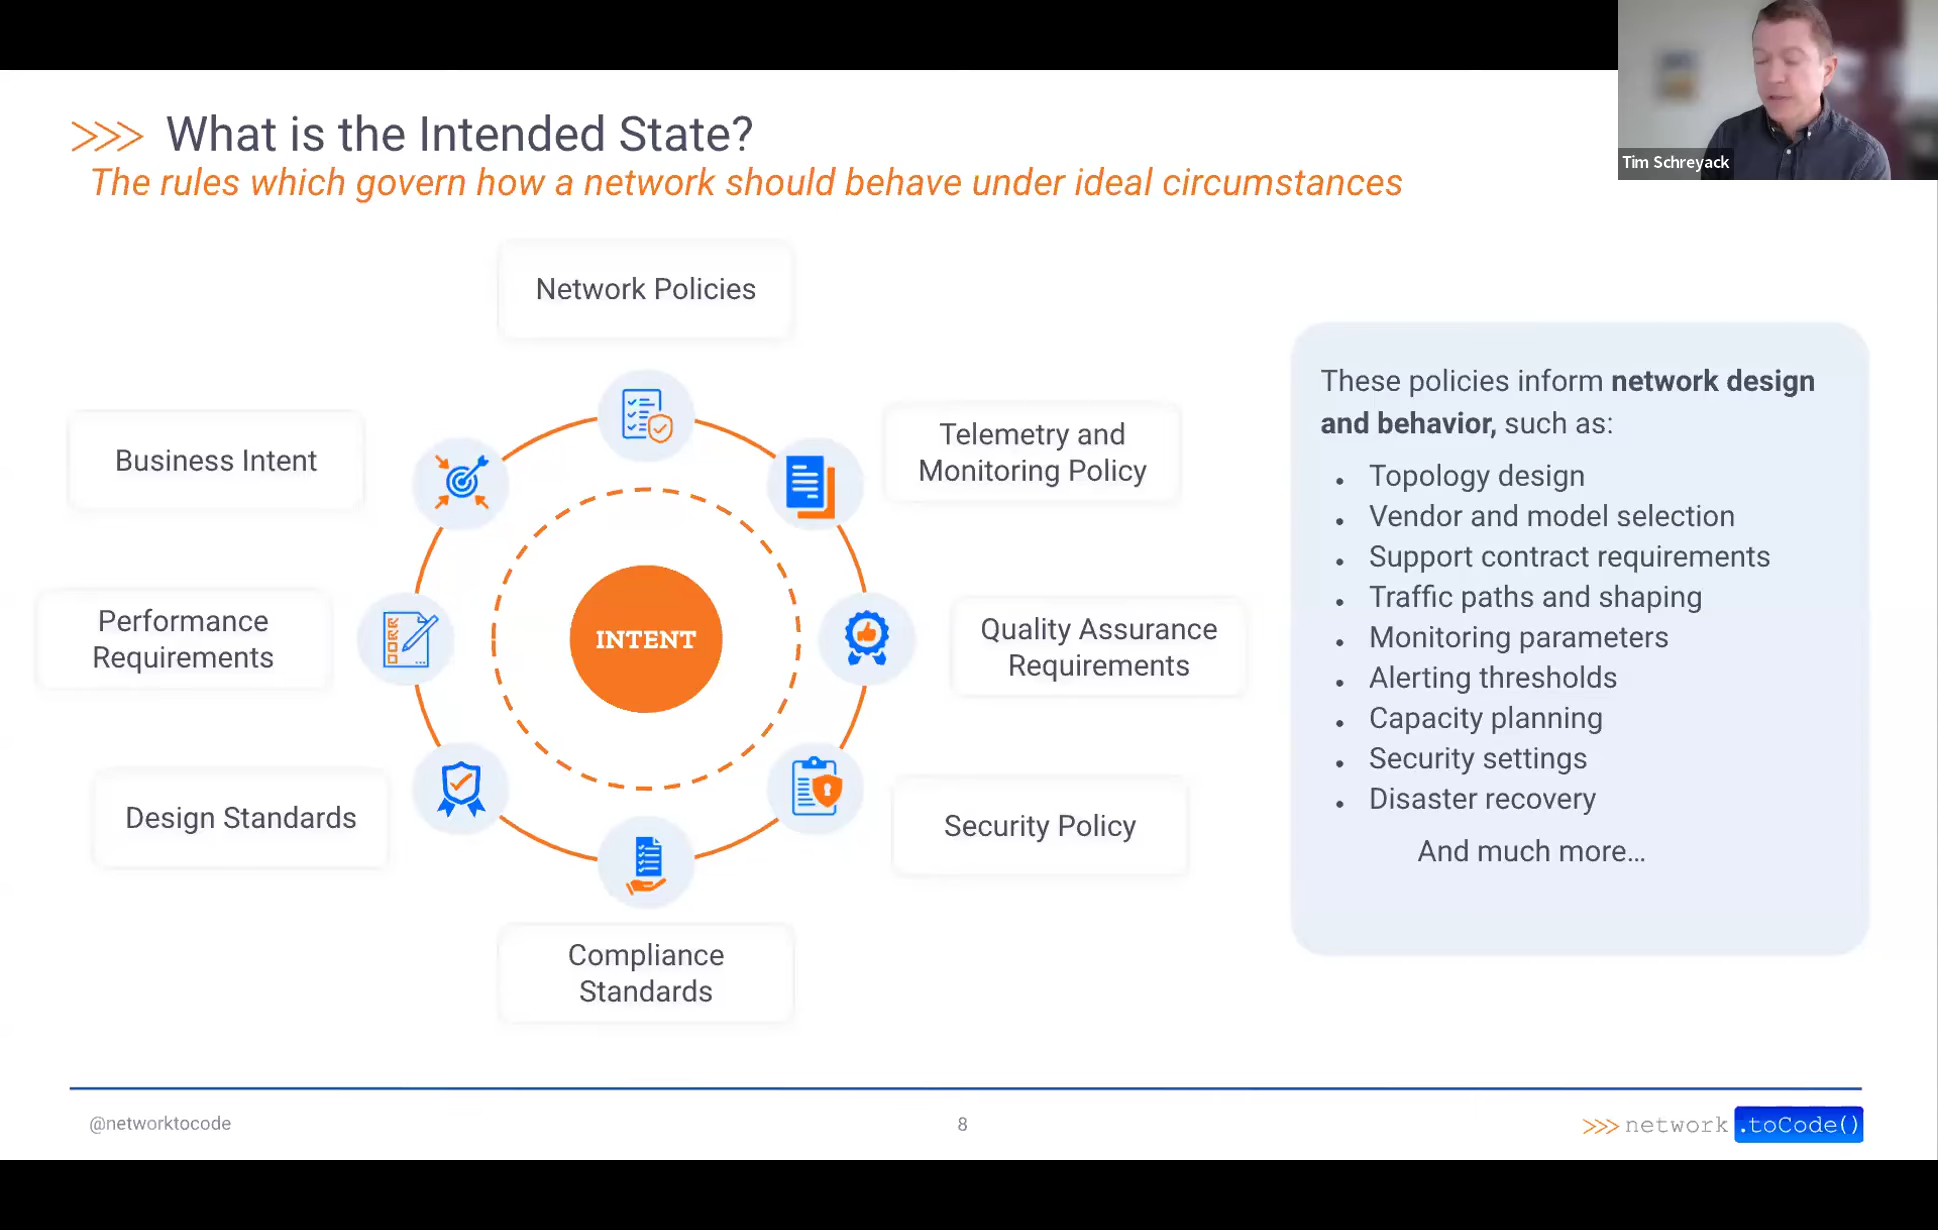 Tim Schreyack
What is the Intended State?
The rules which govern how a network should behave under ideal circumstances
Network Policies
Telemetry and
Monitoring Policy
Quality Assurance
Requirements
Security Policy
Compliance
Standards
Design Standards
Performance
Requirements
Business Intent
INTENT
These policies inform network design
and behavior, such as:
• Topology design
• Vendor and model selection
• Support contract requirements
• Traffic paths and shaping
• Monitoring parameters
• Alerting thresholds
• Capacity planning
• Security settings
• Disaster recovery
And much more...
@networktocode
8
>>> network .toCode()